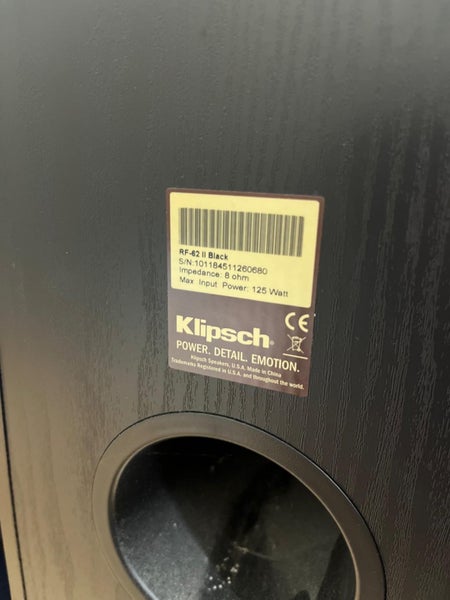 RF-62 II Black
S/N:101184511260680
Impedance: 8 ohm
Max Input Power: 125 Watt
CE
Klipsch®
POWER. DETAIL. EMOTION.
Klipsch Speakers, U.S.A. Made in China
Trademarks Registered in U.S.A. and throughout the world.